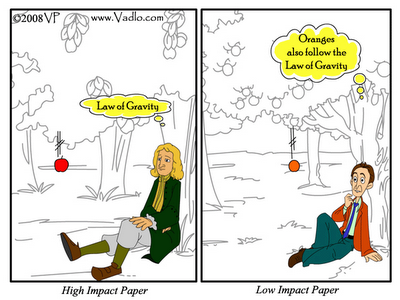 ©2008VP www.Vadlo.com
Law of Gravity
Oranges
also follow the
Law of Gravity
High Impact Paper
Low Impact Paper